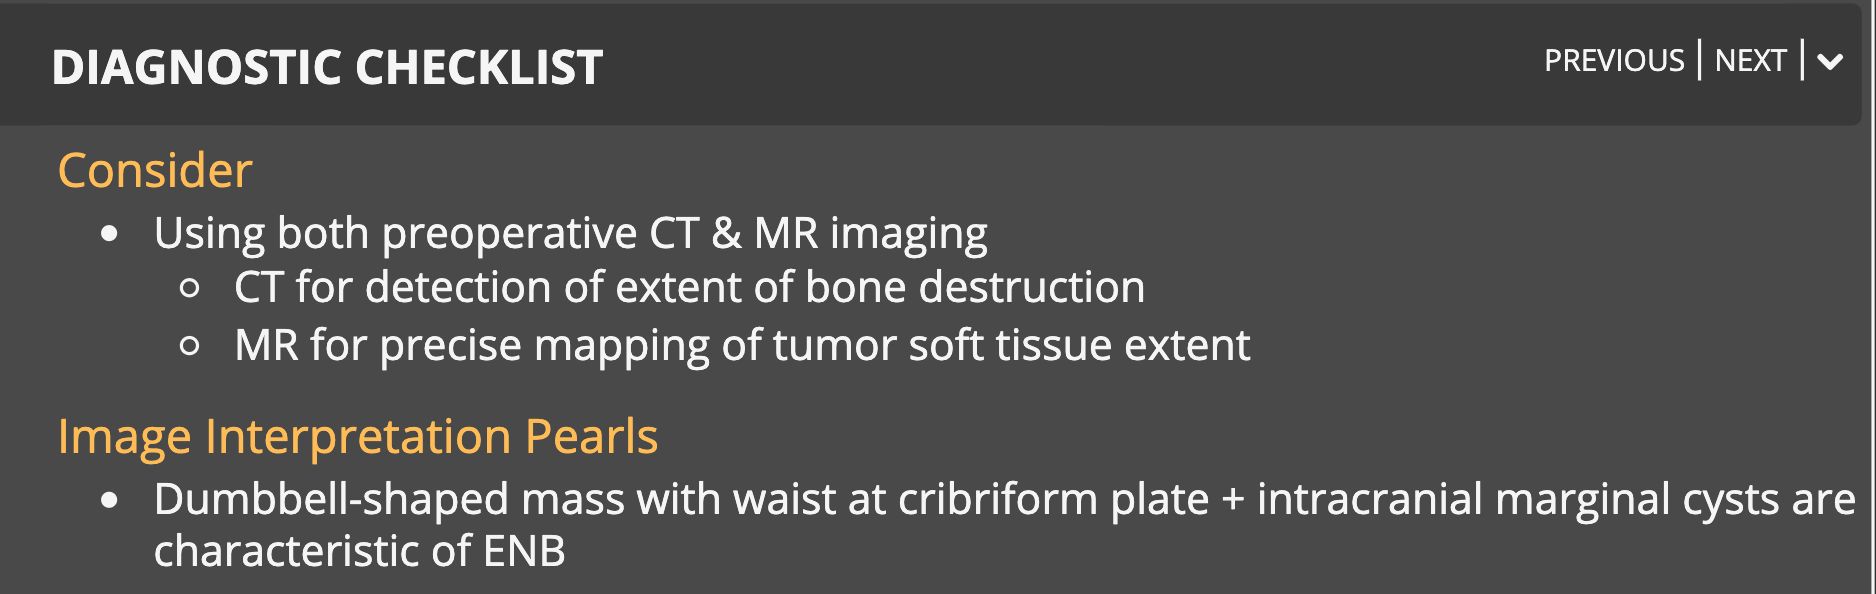 DIAGNOSTIC CHECKLIST
PREVIOUS | NEXT |
Consider
• Using both preoperative CT & MR imaging
○ CT for detection of extent of bone destruction
○ MR for precise mapping of tumor soft tissue extent
Image Interpretation Pearls
• Dumbbell-shaped mass with waist at cribriform plate + intracranial marginal cysts are
characteristic of ENB